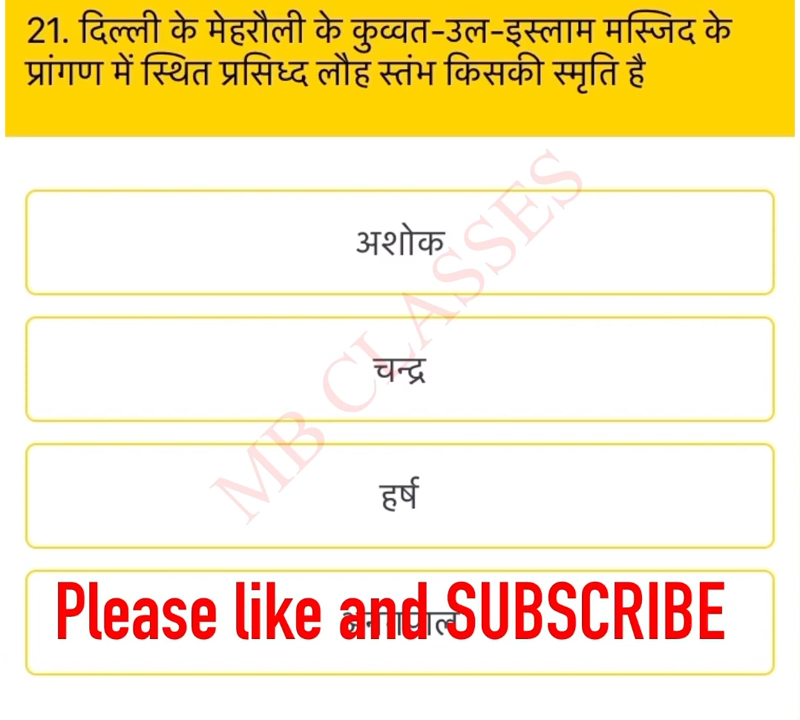 21. दिल्ली के मेहरौली के कुव्वत-उल-इस्लाम मस्जिद के
प्रांगण में स्थित प्रसिध्द लौह स्तंभ किसकी स्मृति है
अशोक
चन्द्र
हर्ष
Please like and SUBSCRIBE
MB CLASSES